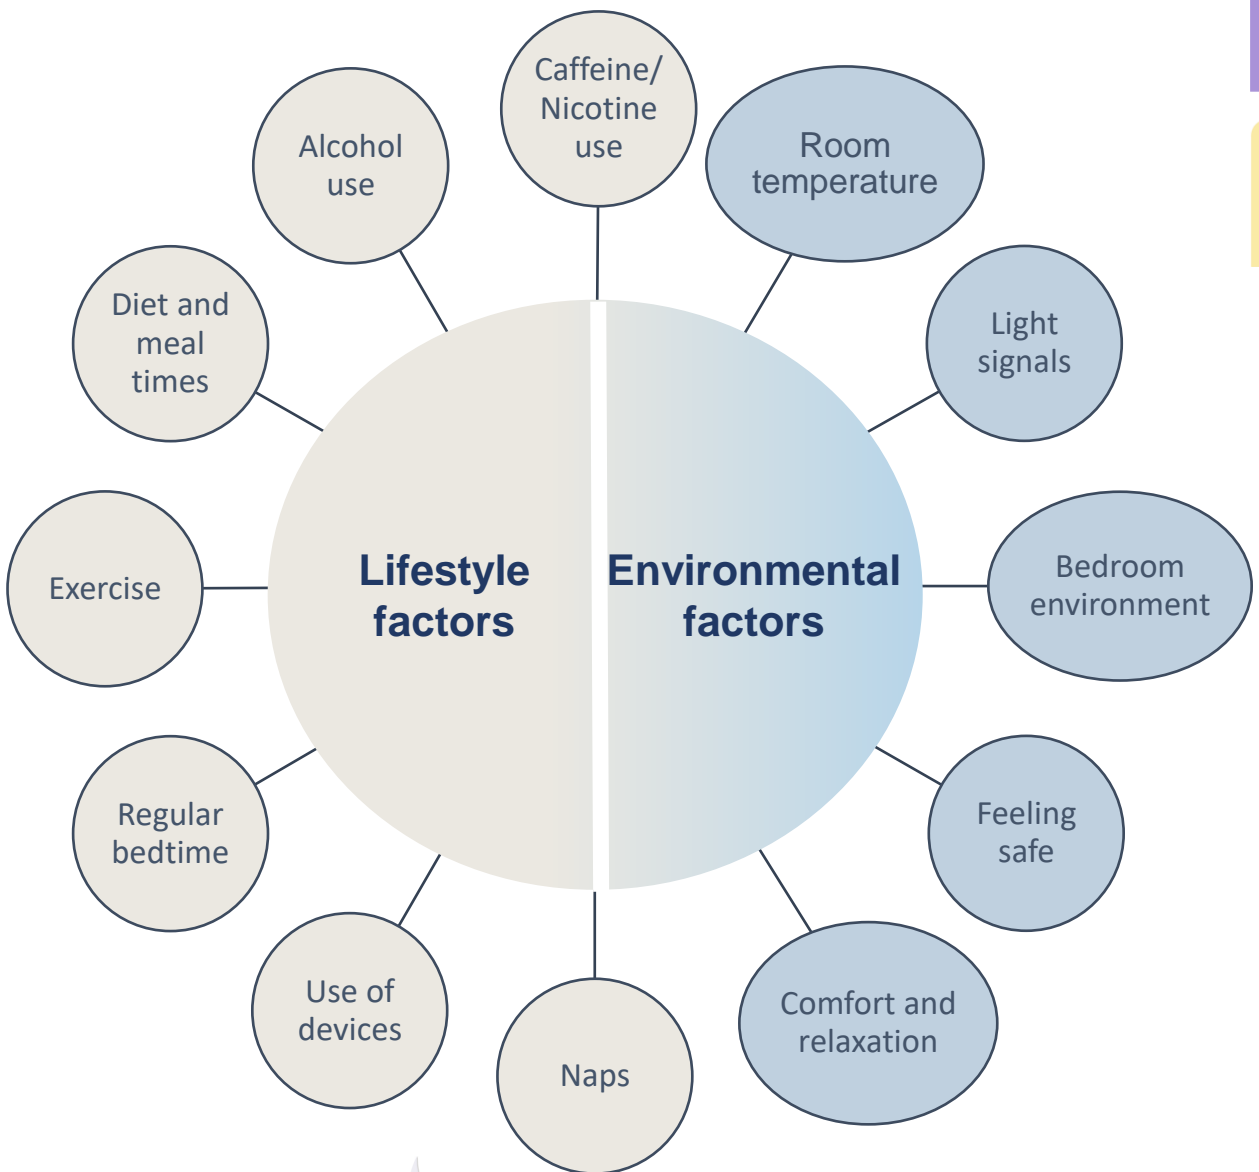 Caffeine/
Nicotine
use
Alcohol
use
Room
temperature
Diet and
meal
times
Light
signals
Exercise
Lifestyle
factors
Environmental
factors
Bedroom
environment
Regular
bedtime
Feeling
safe
Use of
devices
Comfort and
relaxation
Naps